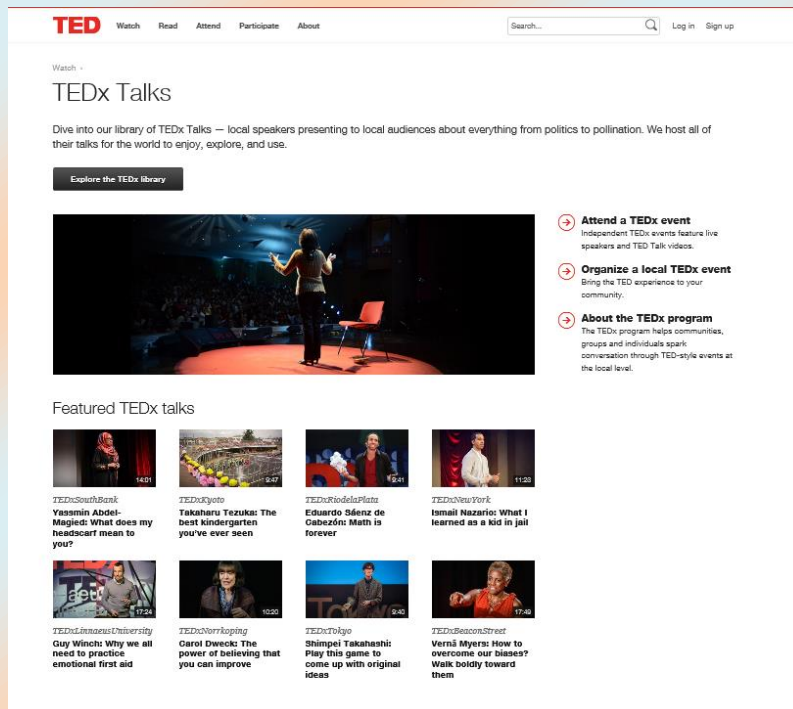 TED Watch Read Attend Participate About Search... Log in Sign up
Watch ›
TEDx Talks
Dive into our library of TEDx Talks — local speakers presenting to local audiences about everything from politics to pollination. We host all of
their talks for the world to enjoy, explore, and use.
Explore the TEDx library
Attend a TEDx event
Independent TEDx events feature live
speakers and TED Talk videos.
Organize a local TEDx event
Bring the TED experience to your
community.
About the TEDx program
The TEDx program helps communities,
groups and individuals spark
conversation through TED-style events at
the local level.
Featured TEDx talks
14:01
TEDxSouthBank
Yassmin Abdel-
Magied: What does my
headscarf mean to
you?
9:47
TEDxKyoto
Takaharu Tezuka: The
best kindergarten
you've ever seen
9:41
TEDxRiodelaPlata
Eduardo Sáenz de
Cabezón: Math is
forever
11:23
TEDxNewYork
Ismael Nazario: What I
learned as a kid in jail
17:24
TEDxLinnaeusUniversity
Guy Winch: Why we all
need to practice
emotional first aid
10:20
TEDxNorrkoping
Carol Dweck: The
power of believing that
you can improve
9:40
TEDxTokyo
Shimpei Takahashi:
Play this game to
come up with original
ideas
17:49
TEDxBeaconStreet
Vernā Myers: How to
overcome our biases?
Walk boldly toward
them